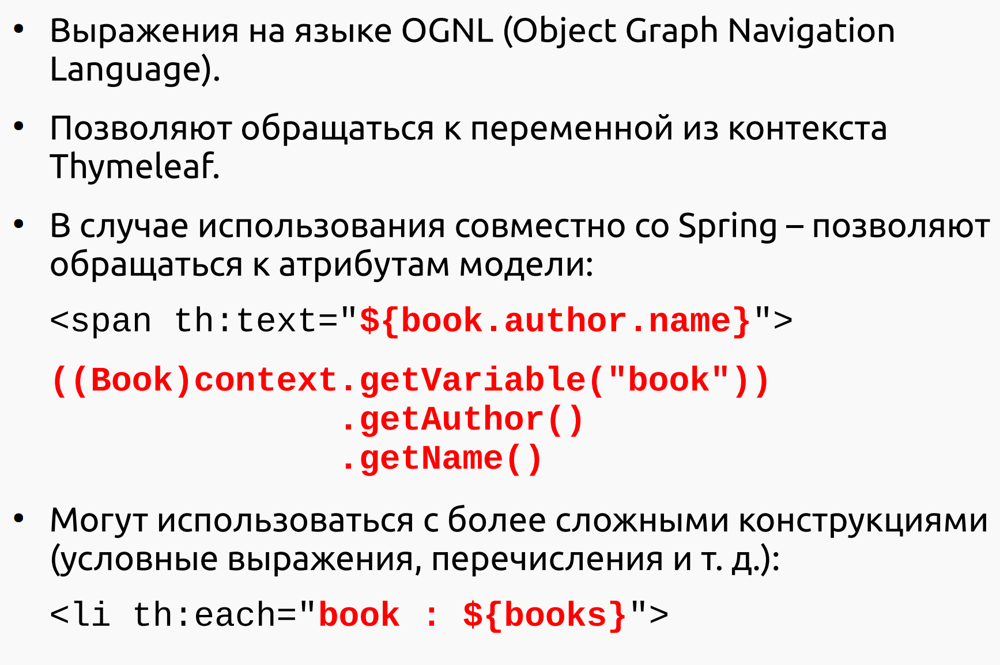 • Выражения на языке OGNL (Object Graph Navigation
Language).
• Позволяют обращаться к переменной из контекста
Thymeleaf.
• В случае использования совместно со Spring – позволяют
обращаться к атрибутам модели:
<span th:text="${book.author.name}">
((Book)context.getVariable("book"))
.getAuthor()
.getName()
• Могут использоваться с более сложными конструкциями
(условные выражения, перечисления и т. д.):
<li th:each="book : ${books}">